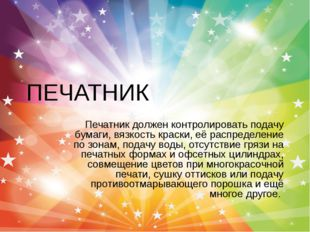 ПЕЧАТНИК
Печатник должен контролировать подачу
бумаги, вязкость краски, её распределение
по зонам, подачу воды, отсутствие грязи на
печатных формах и офсетных цилиндрах,
совмещение цветов при многокрасочной
печати, сушку оттисков или подачу
противоотмарывающего порошка и ещё
многое другое.